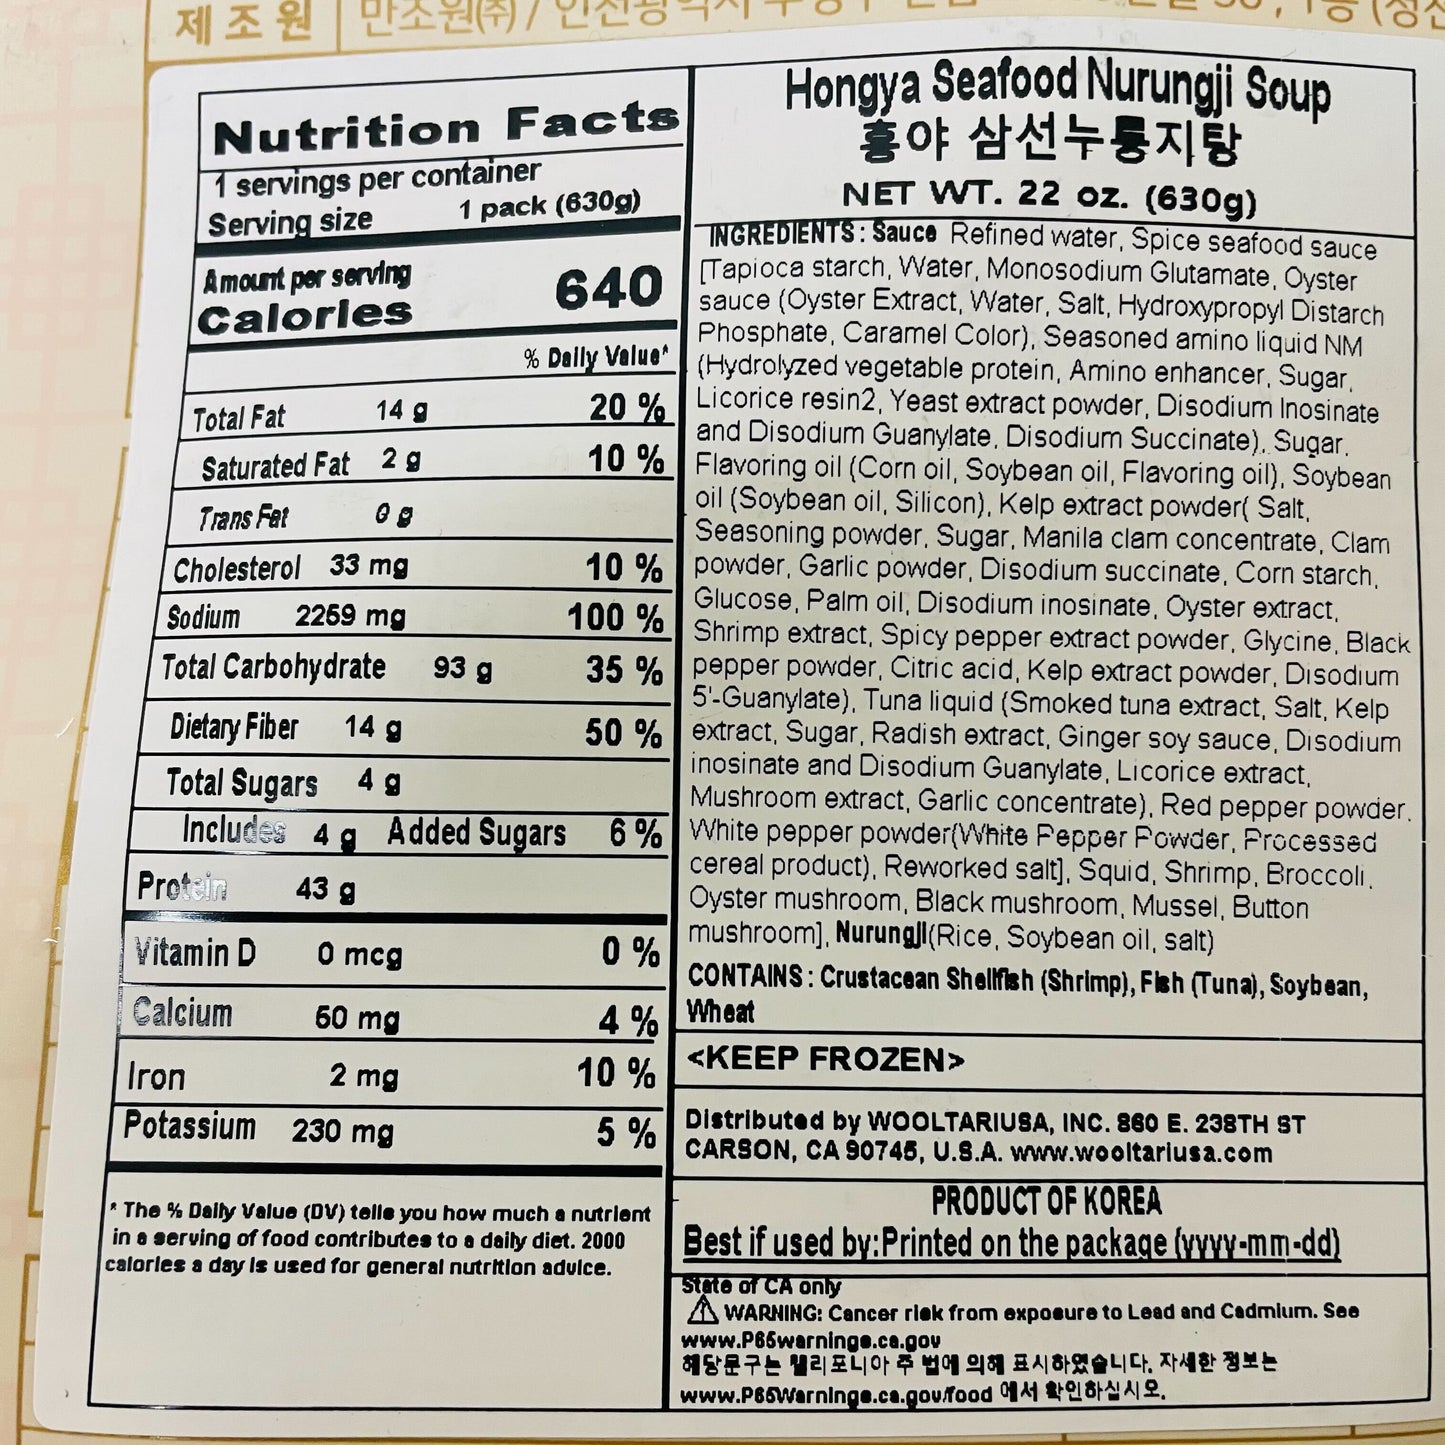 제조원 만조원㈜ /
Nutrition Facts
1 servings per container
Serving size 1 pack (630g)
Amount per serving
Calories 640
% Daily Value*
Total Fat 14 g 20 %
Saturated Fat 2 g 10 %
Trans Fat 0 g
Cholesterol 33 mg 10 %
Sodium 2259 mg 100 %
Total Carbohydrate 93 g 35 %
Dietary Fiber 14 g 50 %
Total Sugars 4 g
Includes 4 g Added Sugars 6 %
Protein 43 g
Vitamin D 0 mcg 0 %
Calcium 50 mg 4 %
Iron 2 mg 10 %
Potassium 230 mg 5 %
* The % Daily Value (DV) tells you how much a nutrient
in a serving of food contributes to a daily diet. 2000
calories a day is used for general nutrition advice.
Hongya Seafood Nurungji Soup
홍야 삼선누룽지탕
NET WT. 22 oz. (630g)
INGREDIENTS : Sauce Refined water, Spice seafood sauce
[Tapioca starch, Water, Monosodium Glutamate, Oyster
sauce (Oyster Extract, Water, Salt, Hydroxypropyl Distarch
Phosphate, Caramel Color), Seasoned amino liquid NM
(Hydrolyzed vegetable protein, Amino enhancer, Sugar,
Licorice resin2, Yeast extract powder, Disodium Inosinate
and Disodium Guanylate, Disodium Succinate), Sugar,
Flavoring oil (Corn oil, Soybean oil, Flavoring oil), Soybean
oil (Soybean oil, Silicon), Kelp extract powder( Salt,
Seasoning powder, Sugar, Manila clam concentrate, Clam
powder, Garlic powder, Disodium succinate, Corn starch,
Glucose, Palm oil, Disodium inosinate, Oyster extract,
Shrimp extract, Spicy pepper extract powder, Glycine, Black
pepper powder, Citric acid, Kelp extract powder, Disodium
5'-Guanylate), Tuna liquid (Smoked tuna extract, Salt, Kelp
extract, Sugar, Radish extract, Ginger soy sauce, Disodium
inosinate and Disodium Guanylate, Licorice extract,
Mushroom extract, Garlic concentrate), Red pepper powder,
White pepper powder(White Pepper Powder, Processed
cereal product), Reworked salt], Squid, Shrimp, Broccoli,
Oyster mushroom, Black mushroom, Mussel, Button
mushroom], Nurungji(Rice, Soybean oil, salt)
CONTAINS : Crustacean Shellfish (Shrimp), Fish (Tuna), Soybean,
Wheat
<KEEP FROZEN>
Distributed by WOOLTARIUSA, INC. 860 E. 238TH ST
CARSON, CA 90745, U.S.A. www.wooltariusa.com
PRODUCT OF KOREA
Best if used by:Printed on the package (yyyy-mm-dd)
State of CA only
⚠ WARNING: Cancer risk from exposure to Lead and Cadmium. See
www.P65warnings.ca.gov
해당문구는 캘리포니아 주 법에 의해 표시하였습니다. 자세한 정보는
www.P65Warnings.ca.gov/food 에서 확인하십시오.